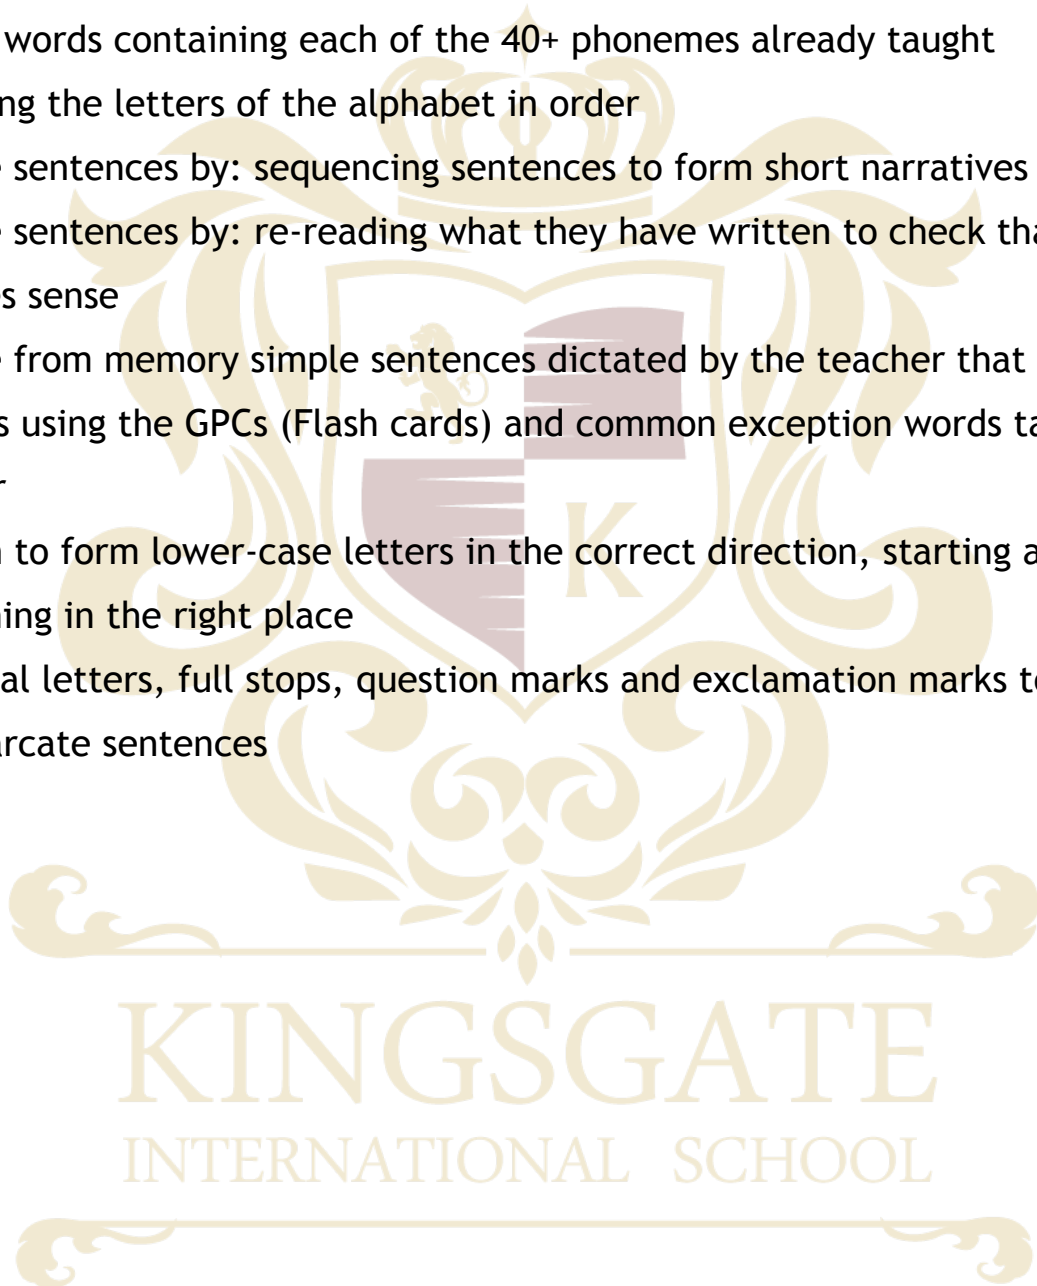 words containing each of the 40+ phonemes already taught
ng the letters of the alphabet in order
sentences by: sequencing sentences to form short narratives
sentences by: re-reading what they have written to check tha
s sense
from memory simple sentences dictated by the teacher that
s using the GPCs (Flash cards) and common exception words ta
r
to form lower-case letters in the correct direction, starting a
ing in the right place
al letters, full stops, question marks and exclamation marks t
arcate sentences
K
KINGSGATE
INTERNATIONAL SCHOOL